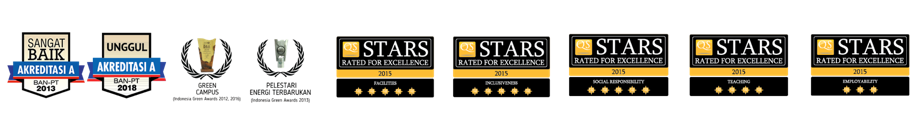 SANGAT
BAIK
AKREDITASI A
BAN-PT
2013
UNGGUL
AKREDITASI A
BAN-PT
2018
GREEN
CAMPUS
(Indonesia Green Awards 2012, 2016)
PELESTARI
ENERGI TERBARUKAN
(Indonesia Green Awards 2013)
QS STARS
RATED FOR EXCELLENCE
2015
FACILITIES
QS STARS
RATED FOR EXCELLENCE
2015
INCLUSIVENESS
QS STARS
RATED FOR EXCELLENCE
2015
SOCIAL RESPONSIBILITY
QS STARS
RATED FOR EXCELLENCE
2015
TEACHING
QS STARS
RATED FOR EXCELLENCE
2015
EMPLOYABILITY